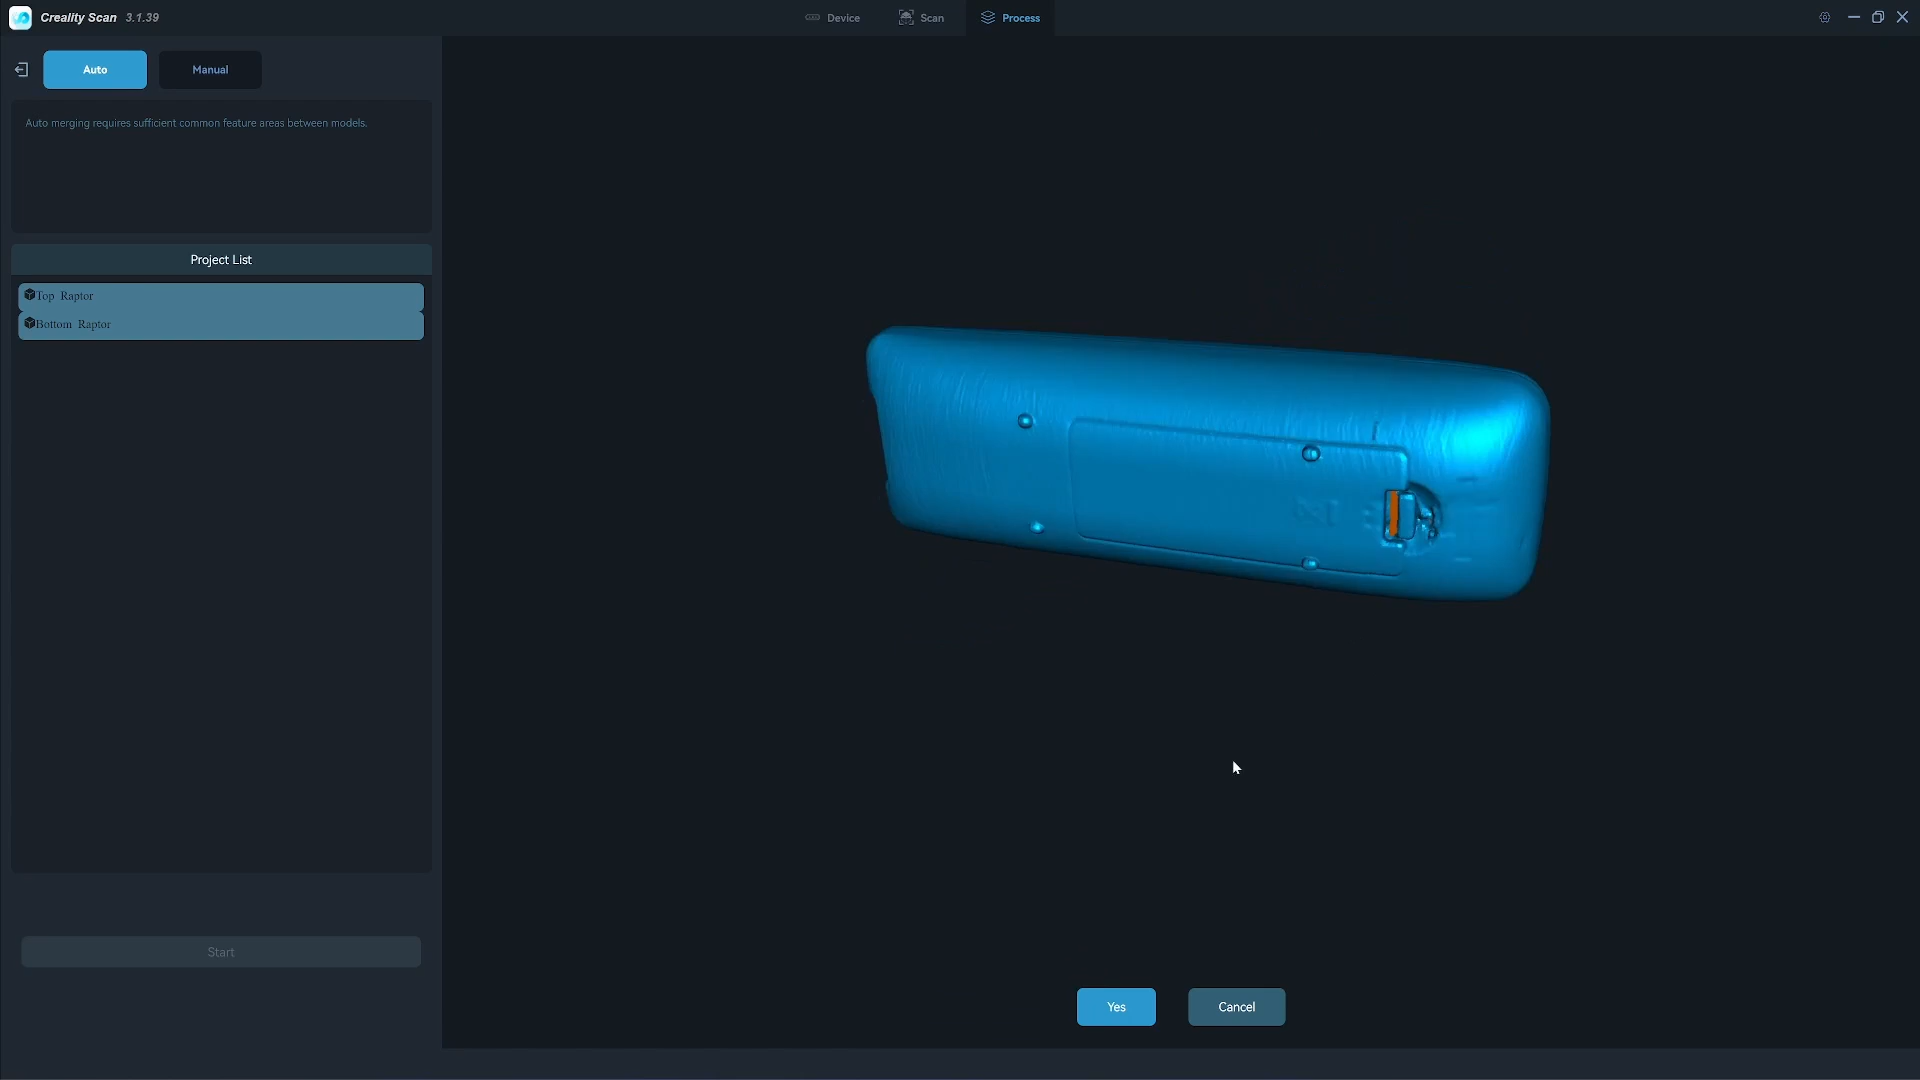 Creality Scan 3.1.39
Device
Scan
Process
Auto
Manual
Auto merging requires sufficient common feature areas between models.
Project List
Top Raptor
Bottom Raptor
Start
Yes
Cancel